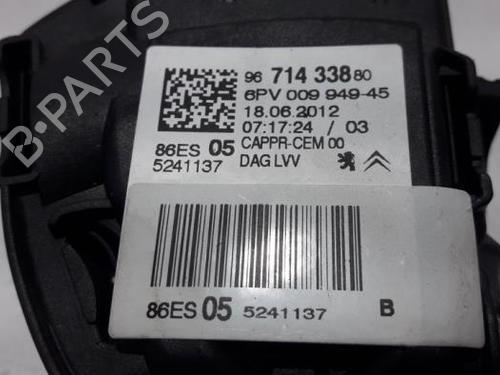 96 714 338 80
6PV 009 949-45
18.06.2012
07:17:24 / 03
86ES 05 CAPPR-CEM 00
5241137 DAG LVV
86ES 05 5241137 B
B-Parts